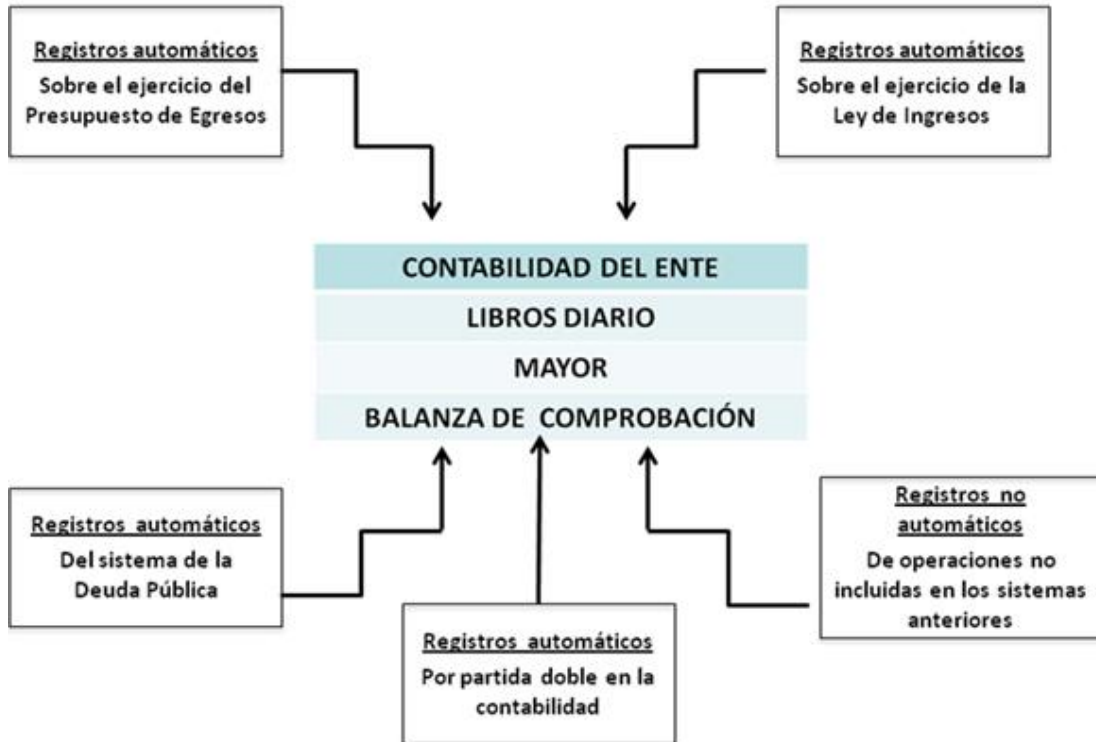 Registros automáticos
Sobre el ejercicio del
Presupuesto de Egresos
Registros automáticos
Sobre el ejercicio de la
Ley de Ingresos
CONTABILIDAD DEL ENTE
LIBROS DIARIO
MAYOR
BALANZA DE COMPROBACIÓN
Registros automáticos
Del sistema de la
Deuda Pública
Registros automáticos
Por partida doble en la
contabilidad
Registros no
automáticos
De operaciones no
incluidas en los sistemas
anteriores